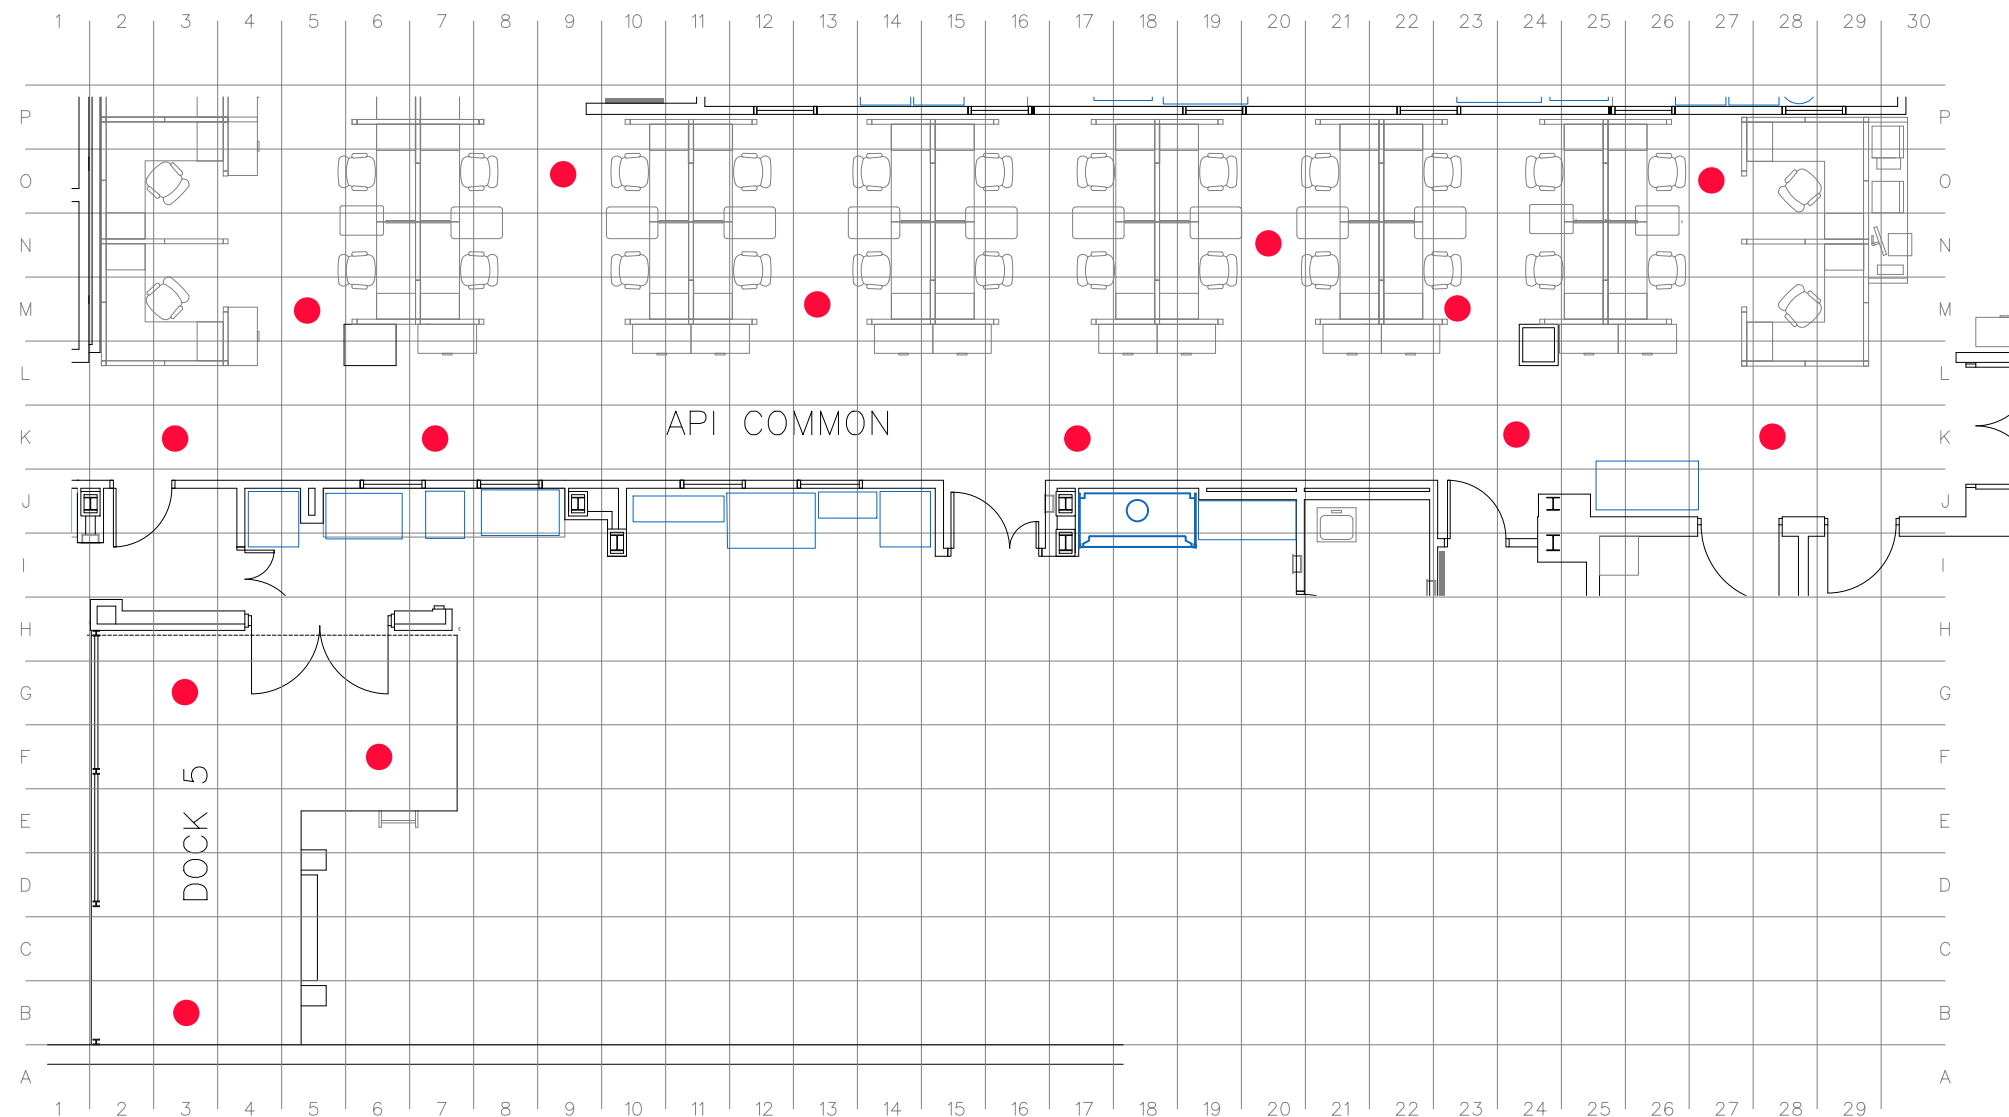 1 2 3 4 5 6 7 8 9 10 11 12 13 14 15 16 17 18 19 20 21 22 23 24 25 26 27 28 29 30
P P
O O
N N
M M
L L
API COMMON
K K
J J
I I
H H
G G
F F
DOCK 5
E E
D D
C C
B B
A A
1 2 3 4 5 6 7 8 9 10 11 12 13 14 15 16 17 18 19 20 21 22 23 24 25 26 27 28 29